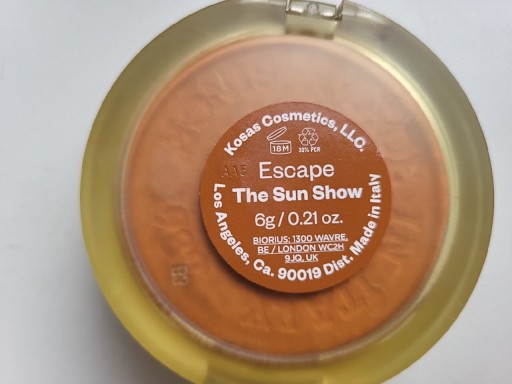 Kosas Cosmetics, LLC.
18M
30% PCR
Escape
The Sun Show
6g / 0.21 oz.
BIORIUS: 1300 WAVRE,
BE / LONDON WC2H
9JQ, UK
Los Angeles, Ca. 90019 Dist. Made in Italy